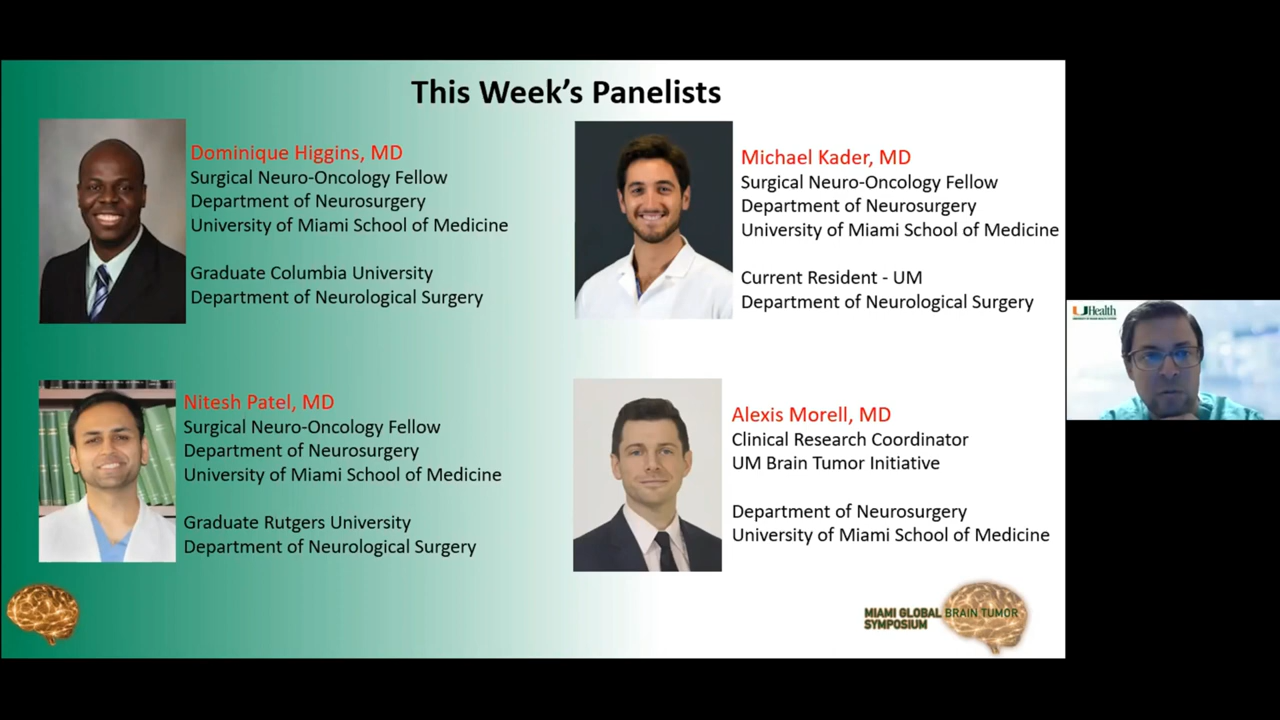 This Week's Panelists
Dominique Higgins, MD
Surgical Neuro-Oncology Fellow
Department of Neurosurgery
University of Miami School of Medicine
Graduate Columbia University
Department of Neurological Surgery
Michael Kader, MD
Surgical Neuro-Oncology Fellow
Department of Neurosurgery
University of Miami School of Medicine
Current Resident - UM
Department of Neurological Surgery
Nitesh Patel, MD
Surgical Neuro-Oncology Fellow
Department of Neurosurgery
University of Miami School of Medicine
Graduate Rutgers University
Department of Neurological Surgery
Alexis Morell, MD
Clinical Research Coordinator
UM Brain Tumor Initiative
Department of Neurosurgery
University of Miami School of Medicine
MIAMI GLOBAL BRAIN TUMOR
SYMPOSIUM
UHealth
UNIVERSITY OF MIAMI HEALTH SYSTEM